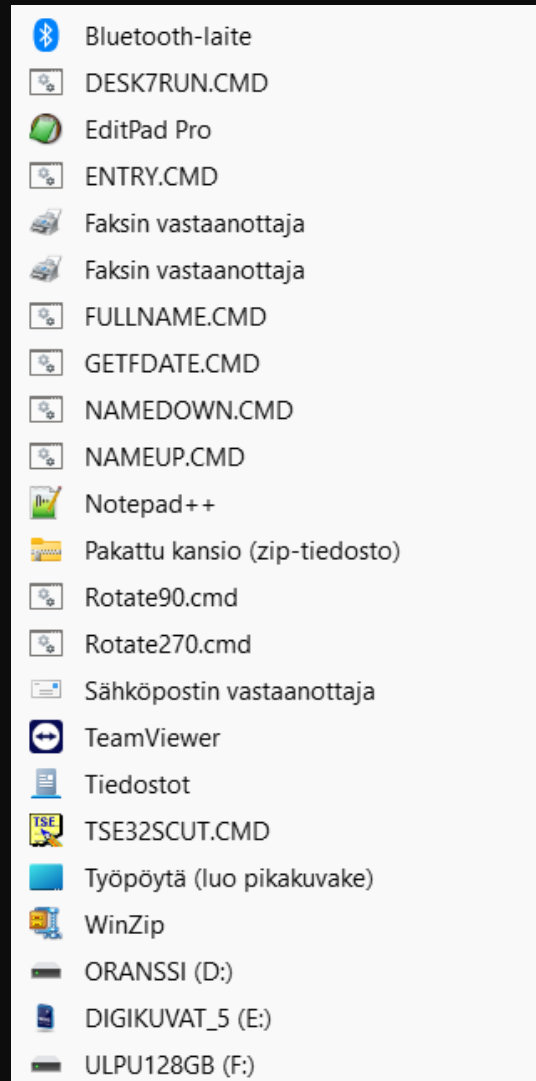 Bluetooth-laite
DESK7RUN.CMD
EditPad Pro
ENTRY.CMD
Faksin vastaanottaja
Faksin vastaanottaja
FULLNAME.CMD
GETFDATE.CMD
NAMEDOWN.CMD
NAMEUP.CMD
Notepad++
Pakattu kansio (zip-tiedosto)
Rotate90.cmd
Rotate270.cmd
Sähköpostin vastaanottaja
TeamViewer
Tiedostot
TSE TSE32SCUT.CMD
Työpöytä (luo pikakuvake)
WinZip
ORANSSI (D:)
DIGIKUVAT_5 (E:)
ULPU128GB (F:)